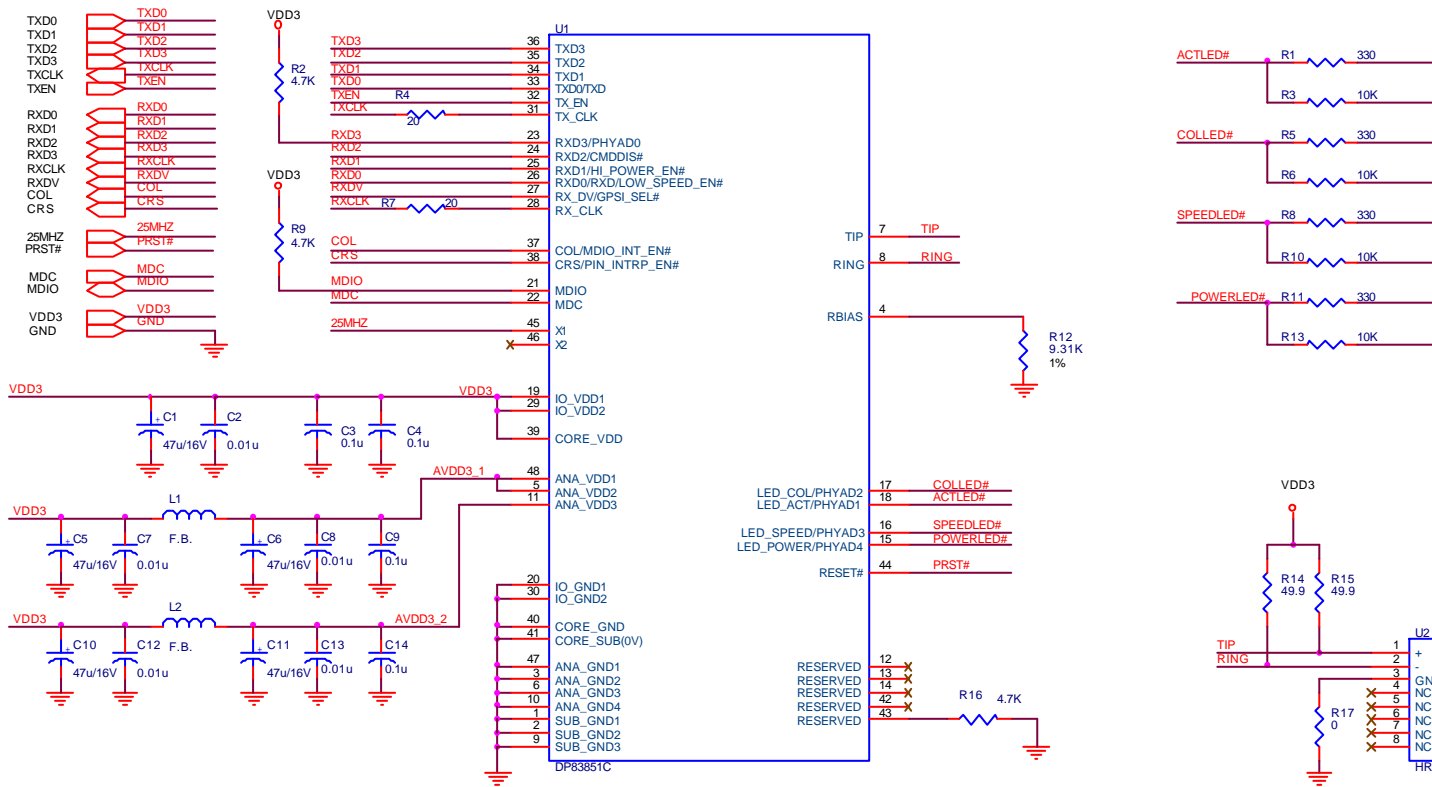 TXD0 TXD0
TXD1 TXD1
TXD2 TXD2
TXD3 TXD3
TXCLK TXCLK
TXEN TXEN
RXD0 RXD0
RXD1 RXD1
RXD2 RXD2
RXD3 RXD3
RXCLK RXCLK
RXDV RXDV
COL COL
CRS CRS
25MHZ 25MHZ
PRST# PRST#
MDC MDC
MDIO MDIO
VDD3 VDD3
GND GND
VDD3
R2
4.7K
VDD3
R9
4.7K
U1
TXD3 36 TXD3
TXD2 35 TXD2
TXD1 34 TXD1
TXD0 33 TXD0/TXD
TXEN 32 TX_EN
TXCLK R4 20 31 TX_CLK
RXD3 23 RXD3/PHYAD0
RXD2 24 RXD2/CMDDIS#
RXD1 25 RXD1/HI_POWER_EN#
RXD0 26 RXD0/RXD/LOW_SPEED_EN#
RXDV 27 RX_DV/GPSI_SEL#
RXCLK R7 20 28 RX_CLK
COL 37 COL/MDIO_INT_EN#
CRS 38 CRS/PIN_INTRP_EN#
MDIO 21 MDIO
MDC 22 MDC
25MHZ 45 X1
46 X2
VDD3 VDD3 19 IO_VDD1
29 IO_VDD2
39 CORE_VDD
C1
47u/16V
C2
0.01u
C3
0.1u
C4
0.1u
AVDD3_1 48 ANA_VDD1
5 ANA_VDD2
11 ANA_VDD3
VDD3
L1
F.B.
C5
47u/16V
C7
0.01u
C6
47u/16V
C8
0.01u
C9
0.1u
VDD3
L2
F.B.
AVDD3_2
C10
47u/16V
C12
0.01u
C11
47u/16V
C13
0.01u
C14
0.1u
20 IO_GND1
30 IO_GND2
40 CORE_GND
41 CORE_SUB(0V)
47 ANA_GND1
3 ANA_GND2
6 ANA_GND3
10 ANA_GND4
1 SUB_GND1
2 SUB_GND2
9 SUB_GND3
DP83851C
TIP 7 TIP
RING 8 RING
RBIAS 4
R12
9.31K
1%
LED_COL/PHYAD2 17 COLLED#
LED_ACT/PHYAD1 18 ACTLED#
LED_SPEED/PHYAD3 16 SPEEDLED#
LED_POWER/PHYAD4 15 POWERLED#
RESET# 44 PRST#
RESERVED 12
RESERVED 13
RESERVED 14
RESERVED 42
RESERVED 43
R16 4.7K
ACTLED# R1 330
R3 10K
COLLED# R5 330
R6 10K
SPEEDLED# R8 330
R10 10K
POWERLED# R11 330
R13 10K
VDD3
R14
49.9
R15
49.9
U2
TIP 1 +
RING 2 -
3 GN
4 NC
5 NC
6 NC
7 NC
8 NC
R17
0
HR